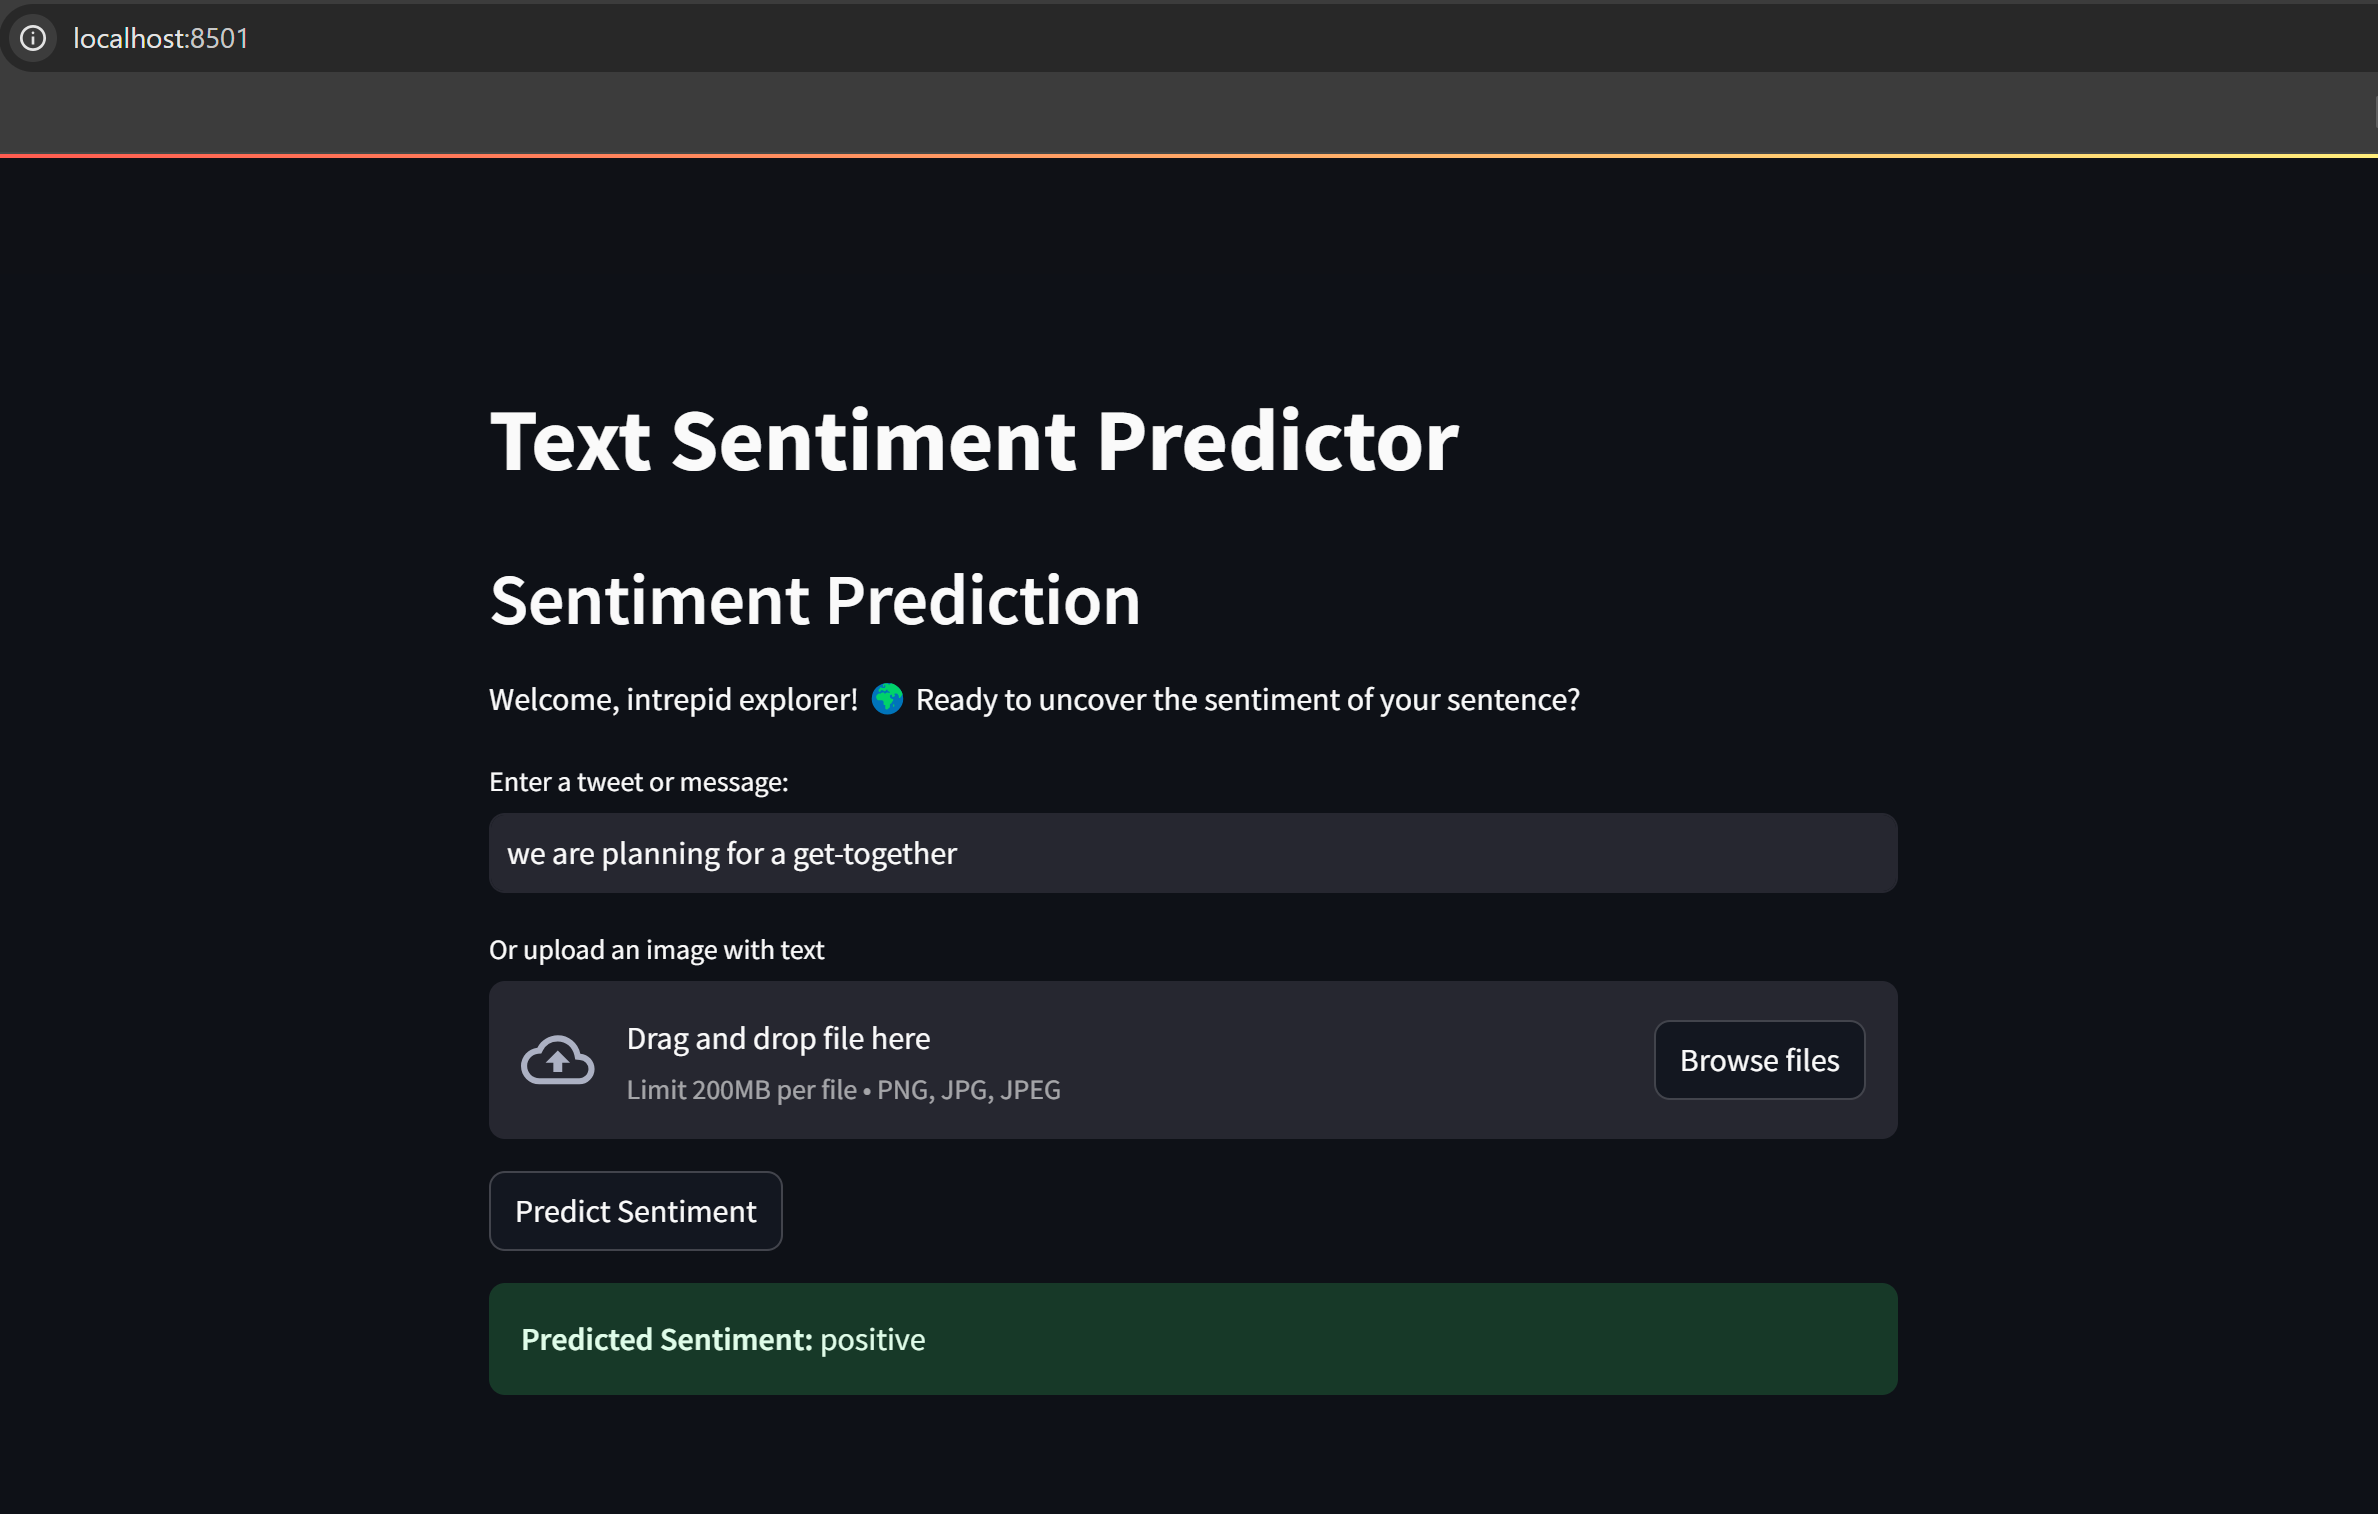 localhost:8501
Text Sentiment Predictor
Sentiment Prediction
Welcome, intrepid explorer! 🌍 Ready to uncover the sentiment of your sentence?
Enter a tweet or message:
we are planning for a get-together
Or upload an image with text
Drag and drop file here
Limit 200MB per file • PNG, JPG, JPEG
Browse files
Predict Sentiment
Predicted Sentiment: positive